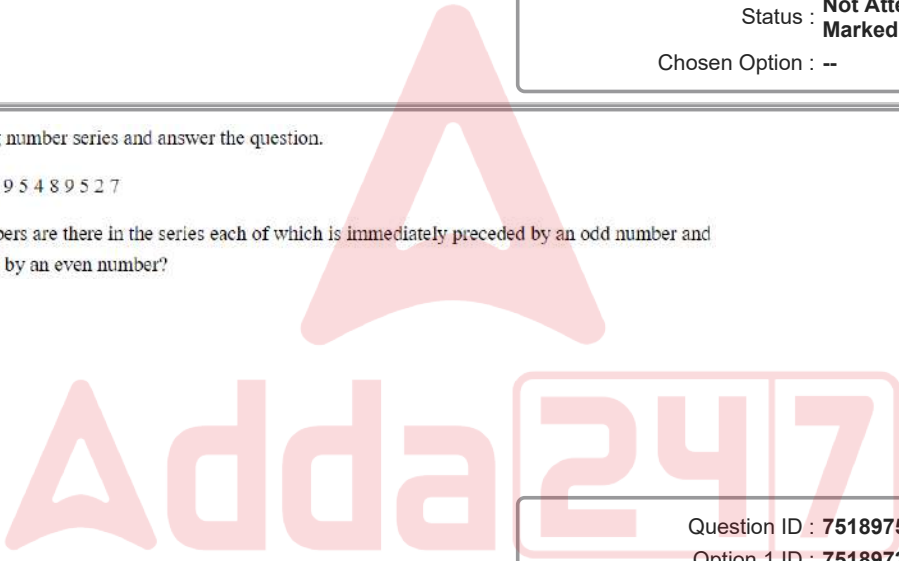 Status : Not Atte
Marked
Chosen Option : --
number series and answer the question.
9 5 4 8 9 5 2 7
bers are there in the series each of which is immediately preceded by an odd number and
by an even number?
Adda247
Question ID : 7518975
Option 1 ID : 7518973